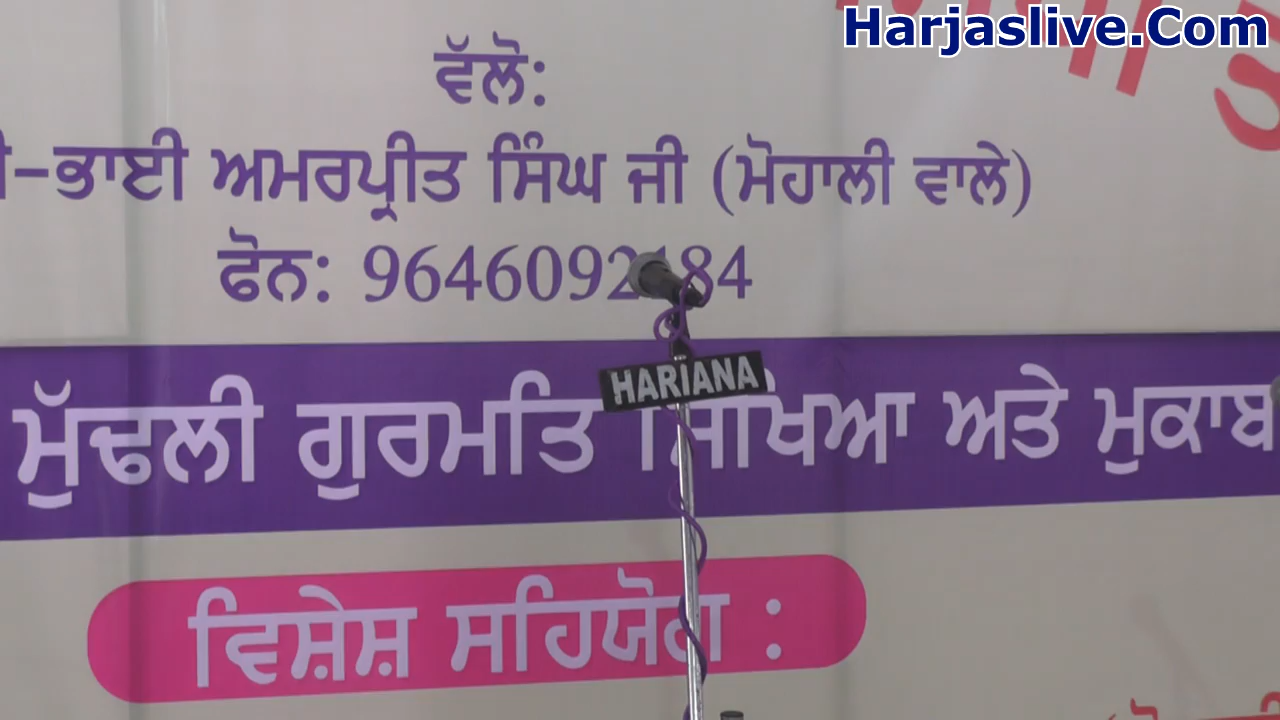 Harjaslive.Com
ਵੱਲੋਂ:
ਭਾਈ ਅਮਰਪ੍ਰੀਤ ਸਿੰਘ ਜੀ (ਮੋਹਾਲੀ ਵਾਲੇ)
ਫੋਨ:
HARIANA
ਮੁੱਢਲੀ ਗੁਰਮਤਿ ਸਿੱਖਿਆ ਅਤੇ
ਵਿਸ਼ੇਸ਼ ਸਹਿਯੋਗ :